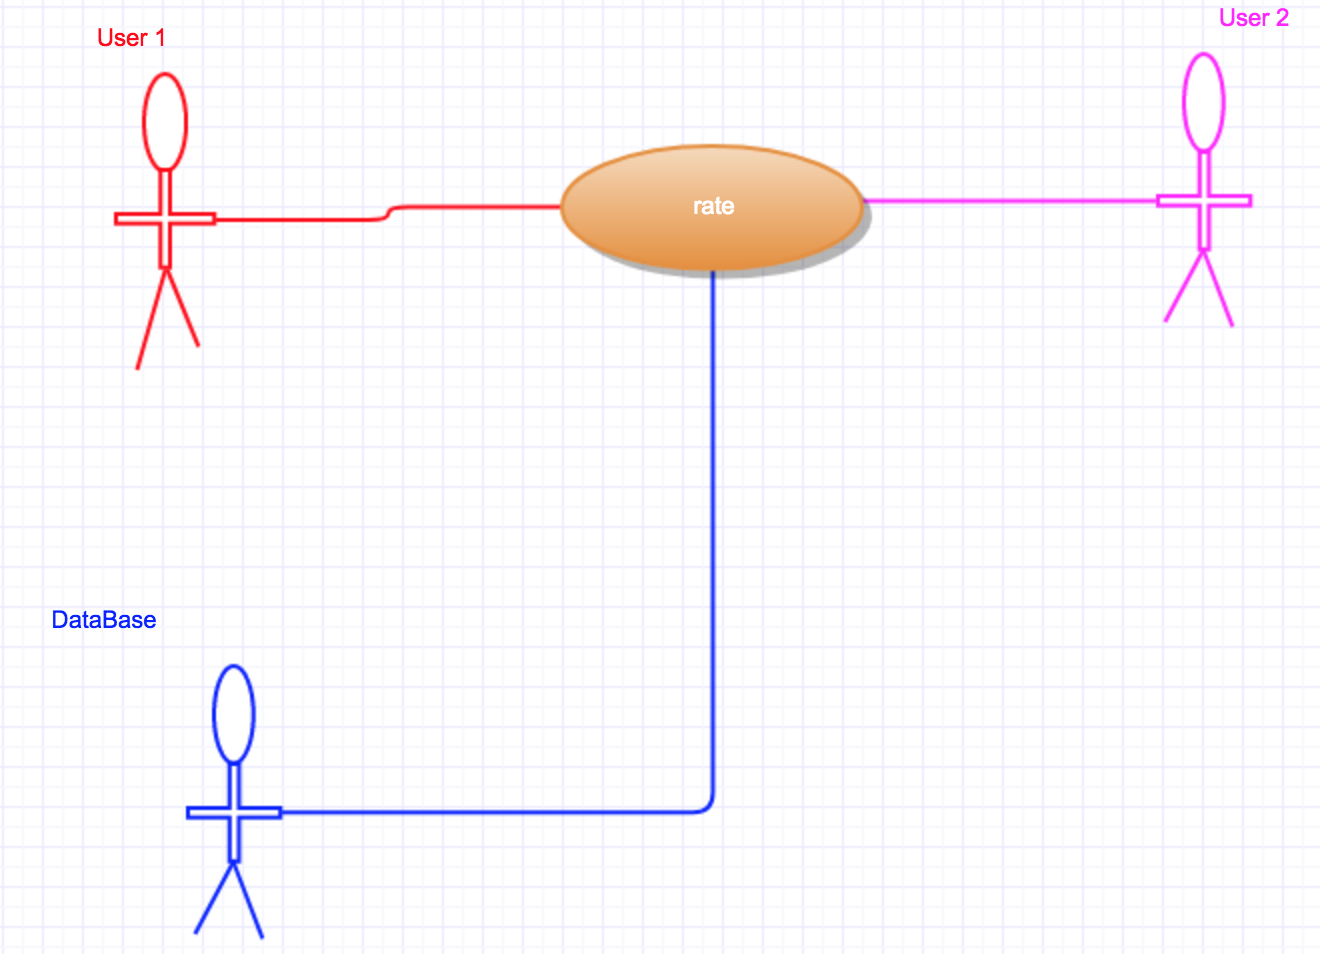 User 1
User 2
rate
DataBase